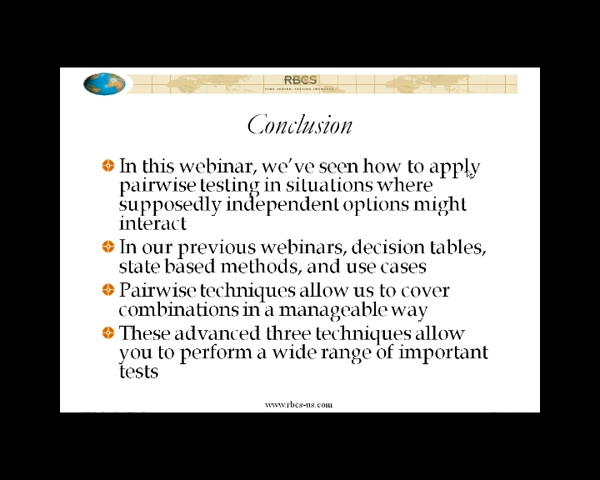 RBCS
Conclusion
In this webinar, we've seen how to apply
pairwise testing in situations where
supposedly independent options might
interact
In our previous webinars, decision tables,
state based methods, and use cases
Pairwise techniques allow us to cover
combinations in a manageable way
These advanced three techniques allow
you to perform a wide range of important
tests
www.rbcs-us.com